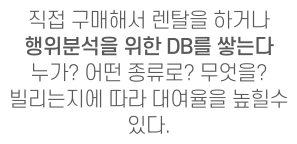 직접 구매해서 렌탈을 하거나
행위분석을 위한 DB를 쌓는다
누가? 어떤 종류로? 무엇을?
빌리는지에 따라 대여율을 높힐수
있다.